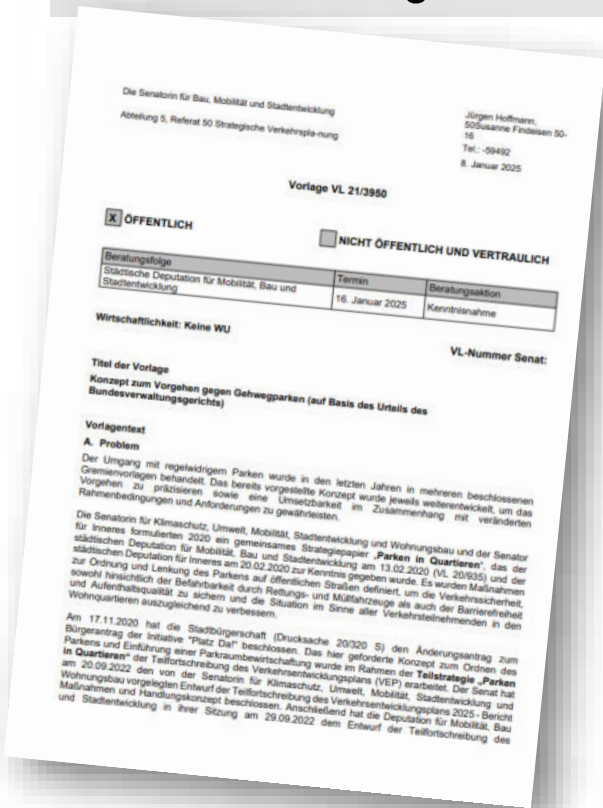 Die Senatorin für Bau, Mobilität und Stadtentwicklung
Abteilung 5, Referat 50 Strategische Verkehrspla-nung
Jürgen Hoffmann,
50Susanne Findeisen 50-
16
Tel.: -59492
8. Januar 2025
Vorlage VL 21/3950
X ÖFFENTLICH
NICHT ÖFFENTLICH UND VERTRAULICH
Beratungsfolge Termin Beratungsaktion
Städtische Deputation für Mobilität, Bau und
Stadtentwicklung 16. Januar 2025 Kenntnisnahme
Wirtschaftlichkeit: Keine WU
VL-Nummer Senat:
Titel der Vorlage
Konzept zum Vorgehen gegen Gehwegparken (auf Basis des Urteils des
Bundesverwaltungsgerichts)
Vorlagentext
A. Problem
Der Umgang mit regelwidrigem Parken wurde in den letzten Jahren in mehreren beschlossenen
Gremienvorlagen behandelt. Das bereits vorgestellte Konzept wurde jeweils weiterentwickelt, um das
Vorgehen zu präzisieren sowie eine Umsetzbarkeit im Zusammenhang mit veränderten
Rahmenbedingungen und Anforderungen zu gewährleisten.
Die Senatorin für Klimaschutz, Umwelt, Mobilität, Stadtentwicklung und Wohnungsbau und der Senator
für Inneres formulierten 2020 ein gemeinsames Strategiepapier „Parken in Quartieren", das der
städtischen Deputation für Mobilität, Bau und Stadtentwicklung am 13.02.2020 (VL 20/935) und der
städtischen Deputation für Inneres am 20.02.2020 zur Kenntnis gegeben wurde. Es wurden Maßnahmen
zur Ordnung und Lenkung des Parkens auf öffentlichen Straßen definiert, um die Verkehrssicherheit,
sowohl hinsichtlich der Befahrbarkeit durch Rettungs- und Müllfahrzeuge als auch der Barrierefreiheit
und Aufenthaltsqualität zu sichern und die Situation im Sinne aller Verkehrsteilnehmenden in den
Wohnquartieren auszugleichend zu verbessern.
Am 17.11.2020 hat die Stadtbürgerschaft (Drucksache 20/320 S) den Änderungsantrag zum
Bürgerantrag der Initiative "Platz Da!" beschlossen. Das hier geforderte Konzept zum Ordnen des
Parkens und Einführung einer Parkraumbewirtschaftung wurde im Rahmen der Teilstrategie „Parken
in Quartieren" der Teilfortschreibung des Verkehrsentwicklungsplans (VEP) erarbeitet. Der Senat hat
am 20.09.2022 den von der Senatorin für Klimaschutz, Umwelt, Mobilität, Stadtentwicklung und
Wohnungsbau vorgelegten Entwurf der Teilfortschreibung des Verkehrsentwicklungsplans 2025 - Bericht
Maßnahmen und Handlungskonzept beschlossen. Anschließend hat die Deputation für Mobilität, Bau
und Stadtentwicklung in ihrer Sitzung am 29.09.2022 dem Entwurf der Teilfortschreibung des